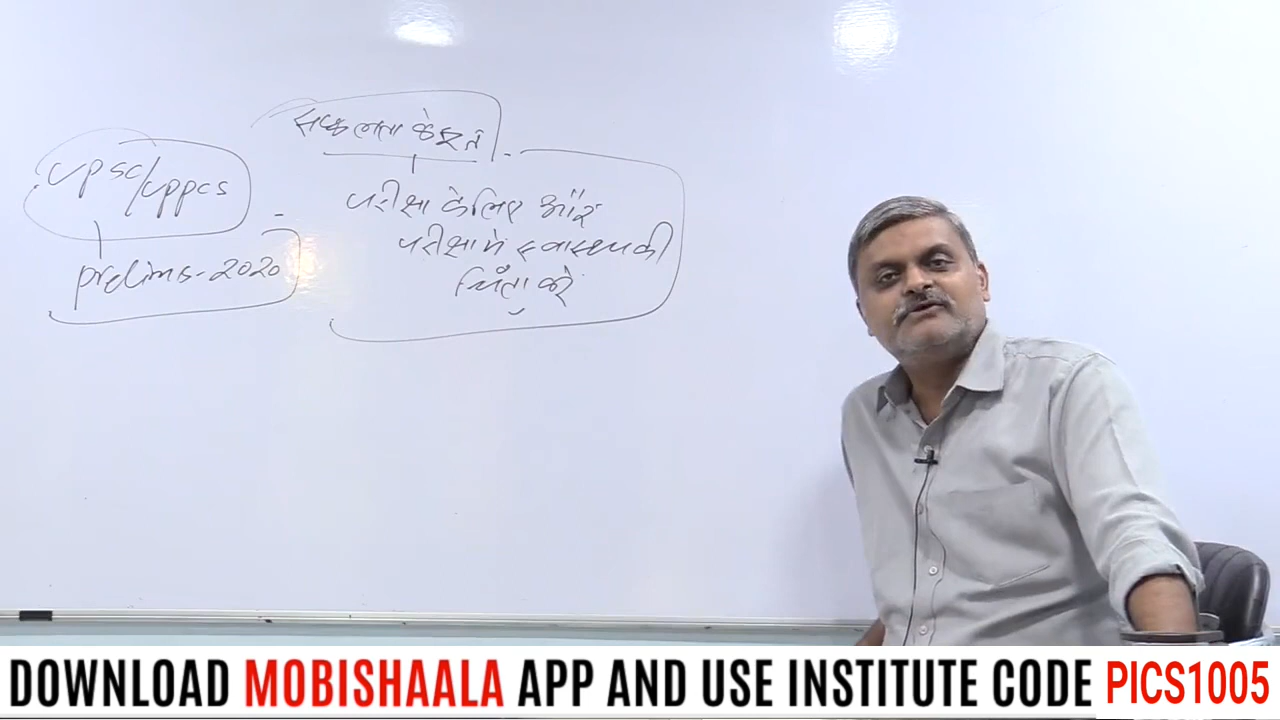 UPSC/UPPCS
Prelims-2020
सफलता के सूत्र
परीक्षा के लिए और
परीक्षा में स्वास्थ्य की
चिंता करें
DOWNLOAD MOBISHAALA APP AND USE INSTITUTE CODE PICS1005